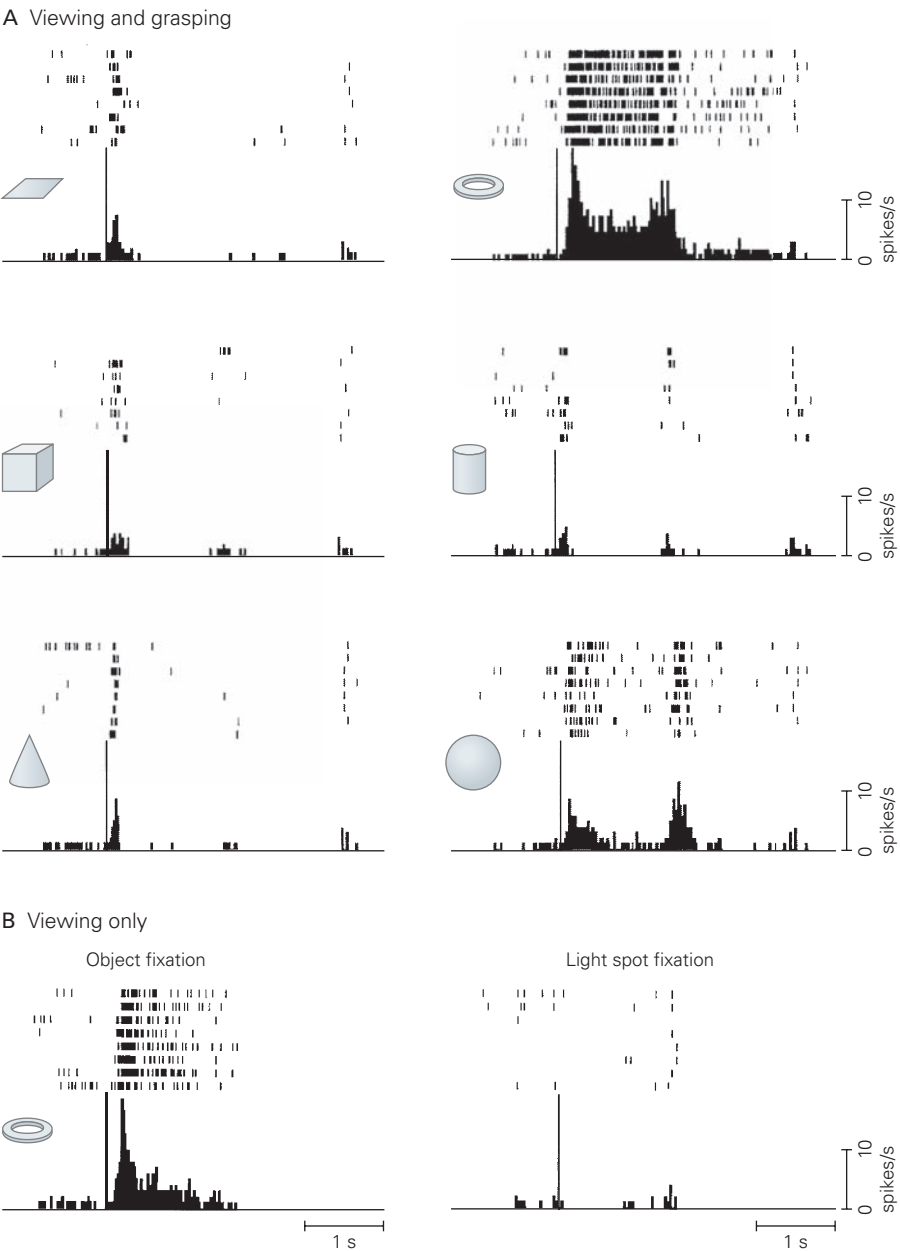 A Viewing and grasping
10
0
spikes/s
10
0
spikes/s
10
0
spikes/s
B Viewing only
Object fixation
Light spot fixation
10
0
spikes/s
1 s
1 s